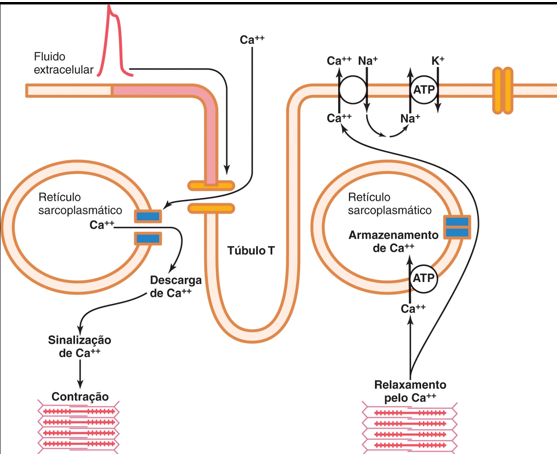 Fluido
extracelular
Ca⁺⁺
Ca⁺⁺ Na⁺
K⁺
ATP
Ca⁺⁺
Na⁺
Retículo
sarcoplasmático
Ca⁺⁺
Túbulo T
Descarga
de Ca⁺⁺
Sinalização
de Ca⁺⁺
Contração
Retículo
sarcoplasmático
Armazenamento
de Ca⁺⁺
ATP
Ca⁺⁺
Relaxamento
pelo Ca⁺⁺